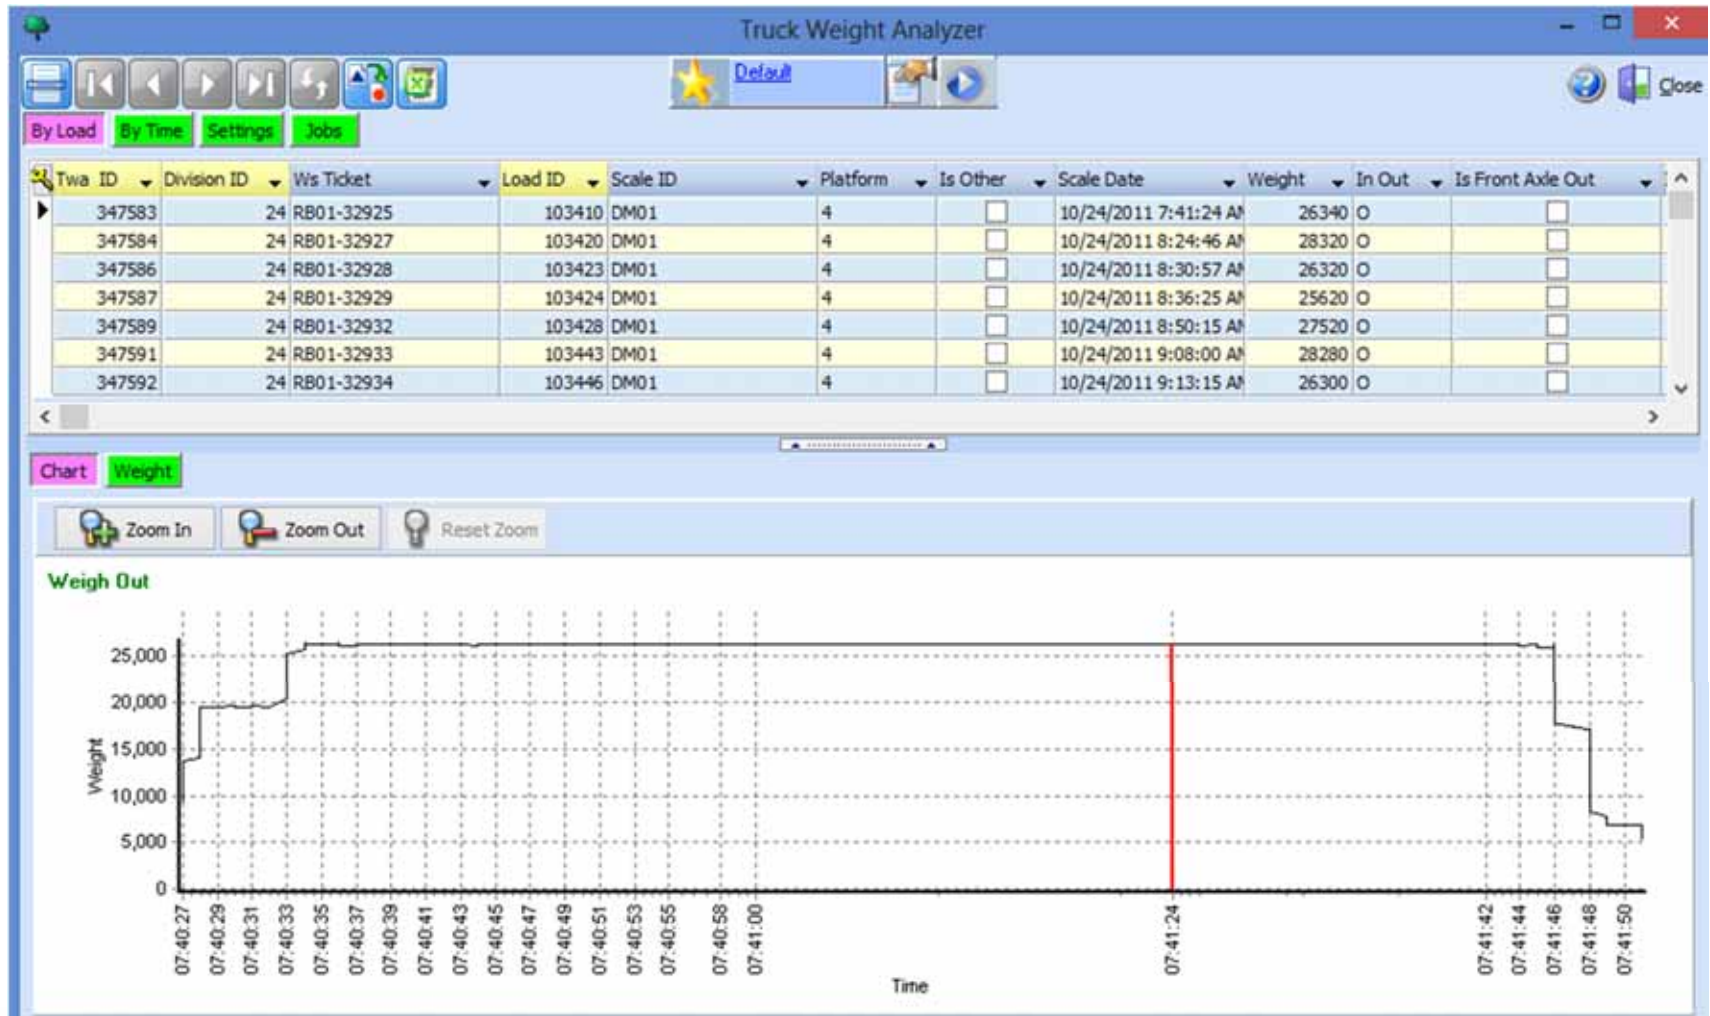 Truck Weight Analyzer
Default
Close
By Load By Time Settings Jobs
Twa ID Division ID Ws Ticket Load ID Scale ID Platform Is Other Scale Date Weight In Out Is Front Axle Out
347583 24 RB01-32925 103410 DM01 4 10/24/2011 7:41:24 AM 26340 O
347584 24 RB01-32927 103420 DM01 4 10/24/2011 8:24:46 AM 28320 O
347586 24 RB01-32928 103423 DM01 4 10/24/2011 8:30:57 AM 26320 O
347587 24 RB01-32929 103424 DM01 4 10/24/2011 8:36:25 AM 25620 O
347589 24 RB01-32932 103428 DM01 4 10/24/2011 8:50:15 AM 27520 O
347591 24 RB01-32933 103443 DM01 4 10/24/2011 9:08:00 AM 28280 O
347592 24 RB01-32934 103446 DM01 4 10/24/2011 9:13:15 AM 26300 O
Chart Weight
Zoom In Zoom Out Reset Zoom
Weigh Out
Weight
25,000
20,000
15,000
10,000
5,000
0
07:40:27 07:40:29 07:40:31 07:40:33 07:40:35 07:40:37 07:40:39 07:40:41 07:40:43 07:40:45 07:40:47 07:40:49 07:40:51 07:40:53 07:40:55 07:40:58 07:41:00 07:41:24 07:41:42 07:41:44 07:41:46 07:41:48 07:41:50
Time